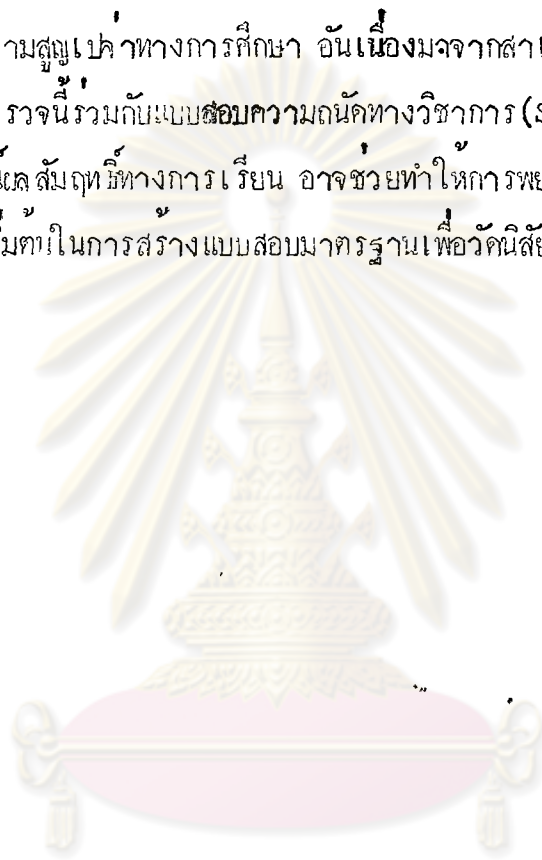 ามสูญเปล่าทางการศึกษา อันเนื่องมจจากสา
รวจนี้ร่วมกับแบบสอบความถนัดทางวิชาการ (S
ผลสัมฤทธิ์ทางการเรียน อาจช่วยทำให้การพย
มต้นในการสร้างแบบสอบมาตรฐานเพื่อวัดนิสัย